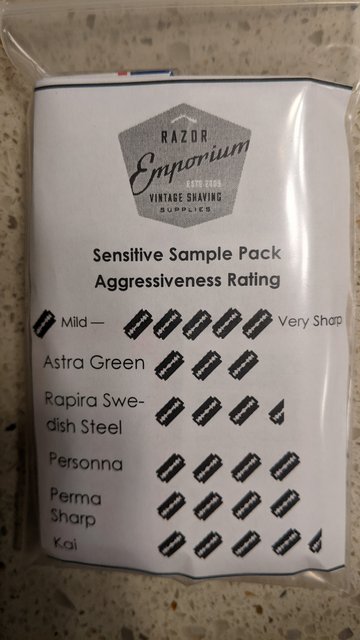 RAZOR
Emporium
ESTD 2009
VINTAGE SHAVING
SUPPLIES
Sensitive Sample Pack
Aggressiveness Rating
Mild — Very Sharp
Astra Green
Rapira Swe-
dish Steel
Personna
Perma
Sharp
Kai